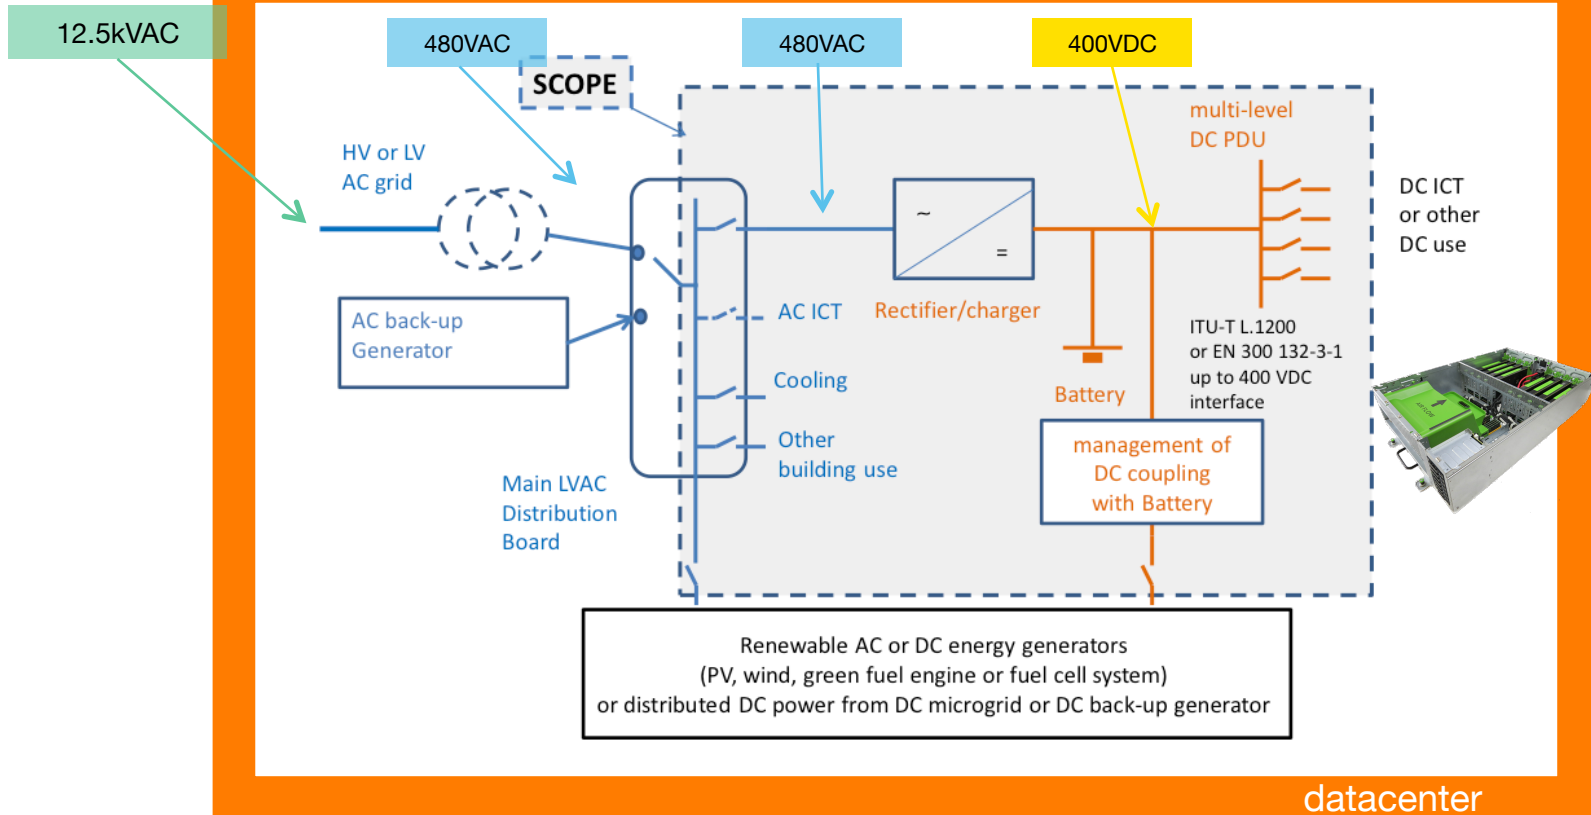 12.5kVAC
480VAC
480VAC
400VDC
SCOPE
multi-level
DC PDU
HV or LV
AC grid
DC ICT
or other
DC use
~
=
AC back-up
Generator
AC ICT
Rectifier/charger
ITU-T L.1200
or EN 300 132-3-1
up to 400 VDC
interface
Cooling
Battery
Other
building use
management of
DC coupling
with Battery
Main LVAC
Distribution
Board
Renewable AC or DC energy generators
(PV, wind, green fuel engine or fuel cell system)
or distributed DC power from DC microgrid or DC back-up generator
datacenter